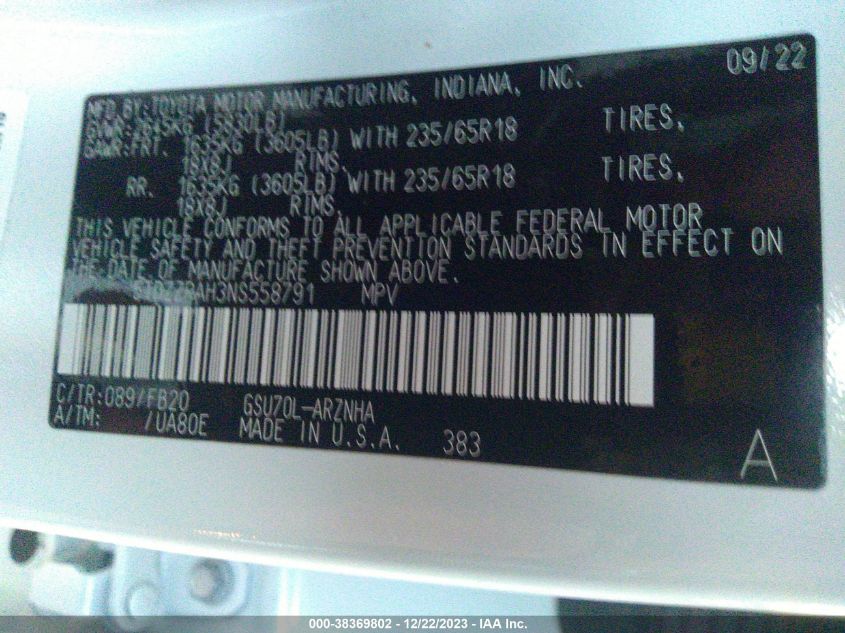 09/22
MFD.BY:TOYOTA MOTOR MANUFACTURING, INDIANA, INC.
GVWR:2645KG (5830LB)
GAWR:FRT. 1635KG (3605LB) WITH 235/65R18 TIRES,
18X8J RIMS.
RR. 1635KG (3605LB) WITH 235/65R18 TIRES,
18X8J RIMS.
THIS VEHICLE CONFORMS TO ALL APPLICABLE FEDERAL MOTOR
VEHICLE SAFETY AND THEFT PREVENTION STANDARDS IN EFFECT ON
THE DATE OF MANUFACTURE SHOWN ABOVE.
MPV
C/TR:089/FB20 GSU70L-ARZNHA
A/TM: /UA80E MADE IN U.S.A. 383
A
000-38369802 - 12/22/2023 - IAA Inc.